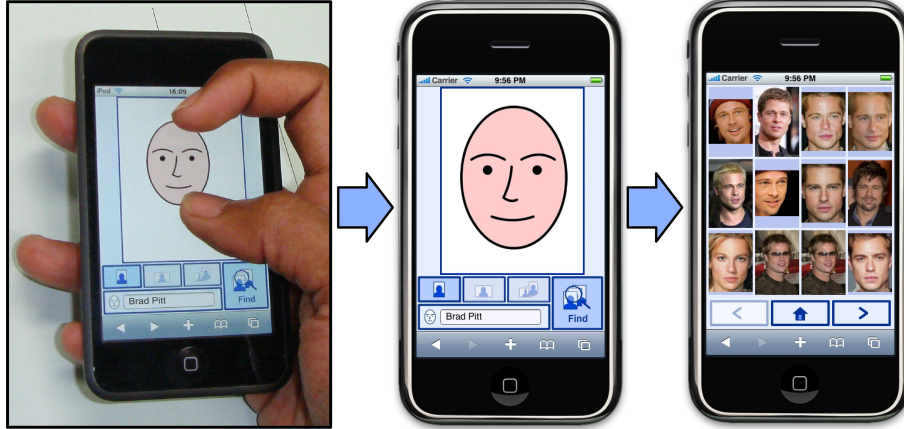 iPod 16:09
Find
Brad Pitt
Carrier 9:56 PM
Find
Brad Pitt
Carrier 9:56 PM